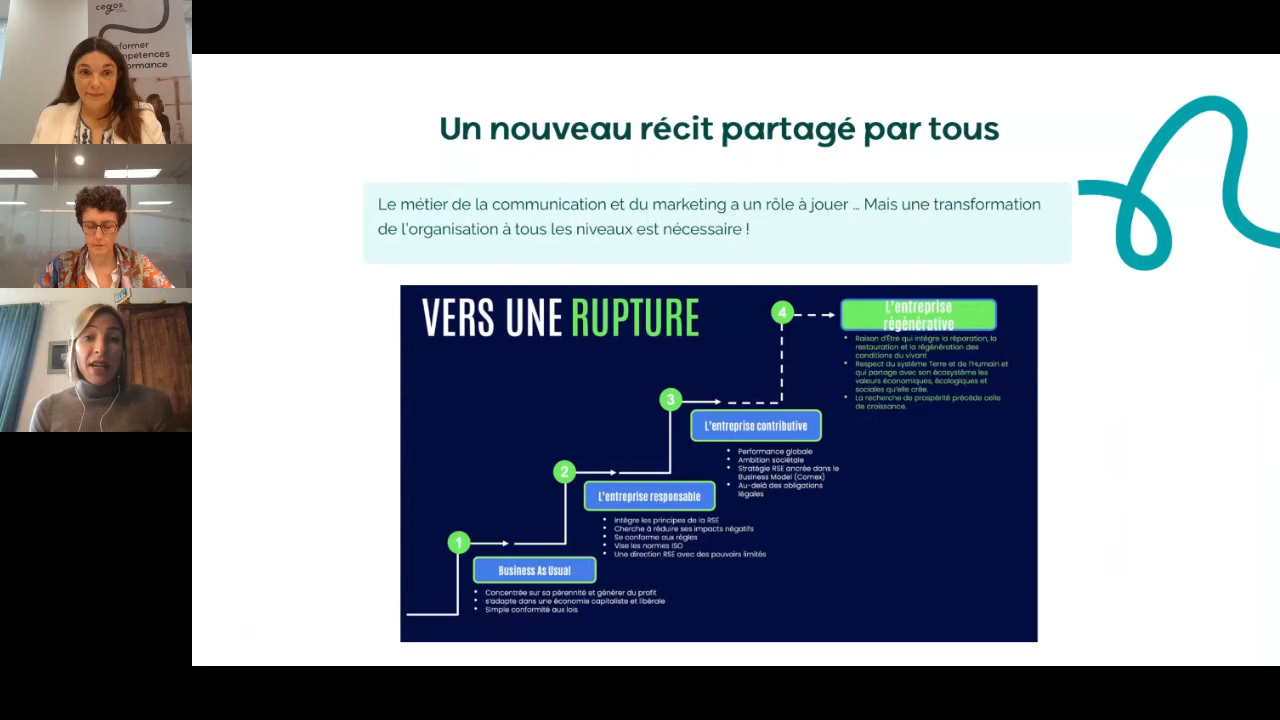 cegos
sformer
mpétences
ormance
Un nouveau récit partagé par tous
Le métier de la communication et du marketing a un rôle à jouer ... Mais une transformation
de l'organisation à tous les niveaux est nécessaire !
VERS UNE RUPTURE
4
L'entreprise
régénérative
• Raison d'Être qui intègre la réparation, la
restauration et la régénération des
conditions du vivant
• Respect du système Terre et de l'Humain et
qui partage avec son écosystème les
valeurs économiques, écologiques et
sociales qu'elle crée.
• La recherche de prospérité précède celle
de croissance.
3
L'entreprise contributive
• Performance globale
• Ambition sociétale
• Stratégie RSE ancrée dans le
Business Model (Comex)
• Au-delà des obligations
légales
2
L'entreprise responsable
• Intègre les principes de la RSE
• Cherche à réduire ses impacts négatifs
• Se conforme aux règles
• Vise les normes ISO
• Une direction RSE avec des pouvoirs limités
1
Business As Usual
• Concentrée sur sa pérennité et générer du profit
• s'adapte dans une économie capitaliste et libérale
• Simple conformité aux lois